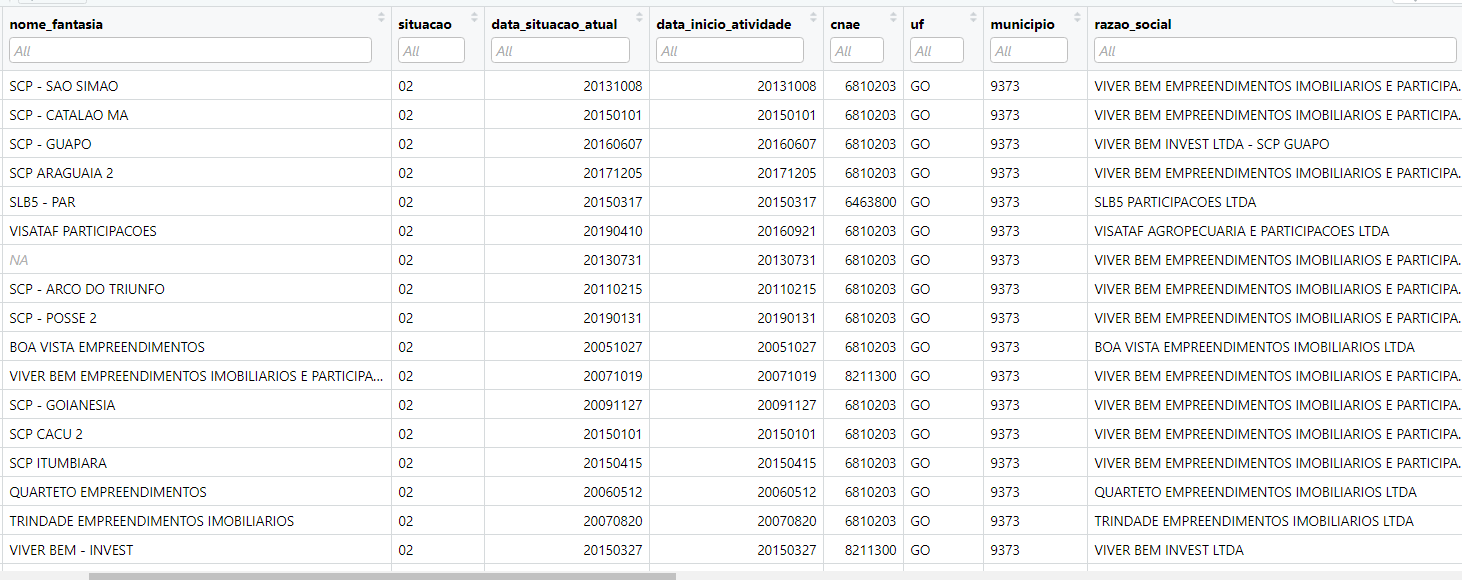 nome_fantasia situacao data_situacao_atual data_inicio_atividade cnae uf municipio razao_social
All All All All All All All All
SCP - SAO SIMAO 02 20131008 20131008 6810203 GO 9373 VIVER BEM EMPREENDIMENTOS IMOBILIARIOS E PARTICIPA.
SCP - CATALAO MA 02 20150101 20150101 6810203 GO 9373 VIVER BEM EMPREENDIMENTOS IMOBILIARIOS E PARTICIPA.
SCP - GUAPO 02 20160607 20160607 6810203 GO 9373 VIVER BEM INVEST LTDA - SCP GUAPO
SCP ARAGUAIA 2 02 20171205 20171205 6810203 GO 9373 VIVER BEM EMPREENDIMENTOS IMOBILIARIOS E PARTICIPA.
SLB5 - PAR 02 20150317 20150317 6463800 GO 9373 SLB5 PARTICIPACOES LTDA
VISATAF PARTICIPACOES 02 20190410 20160921 6810203 GO 9373 VISATAF AGROPECUARIA E PARTICIPACOES LTDA
NA 02 20130731 20130731 6810203 GO 9373 VIVER BEM EMPREENDIMENTOS IMOBILIARIOS E PARTICIPA.
SCP - ARCO DO TRIUNFO 02 20110215 20110215 6810203 GO 9373 VIVER BEM EMPREENDIMENTOS IMOBILIARIOS E PARTICIPA.
SCP - POSSE 2 02 20190131 20190131 6810203 GO 9373 VIVER BEM EMPREENDIMENTOS IMOBILIARIOS E PARTICIPA.
BOA VISTA EMPREENDIMENTOS 02 20051027 20051027 6810203 GO 9373 BOA VISTA EMPREENDIMENTOS IMOBILIARIOS LTDA
VIVER BEM EMPREENDIMENTOS IMOBILIARIOS E PARTICIPA... 02 20071019 20071019 8211300 GO 9373 VIVER BEM EMPREENDIMENTOS IMOBILIARIOS E PARTICIPA.
SCP - GOIANESIA 02 20091127 20091127 6810203 GO 9373 VIVER BEM EMPREENDIMENTOS IMOBILIARIOS E PARTICIPA.
SCP CACU 2 02 20150101 20150101 6810203 GO 9373 VIVER BEM EMPREENDIMENTOS IMOBILIARIOS E PARTICIPA.
SCP ITUMBIARA 02 20150415 20150415 6810203 GO 9373 VIVER BEM EMPREENDIMENTOS IMOBILIARIOS E PARTICIPA.
QUARTETO EMPREENDIMENTOS 02 20060512 20060512 6810203 GO 9373 QUARTETO EMPREENDIMENTOS IMOBILIARIOS LTDA
TRINDADE EMPREENDIMENTOS IMOBILIARIOS 02 20070820 20070820 6810203 GO 9373 TRINDADE EMPREENDIMENTOS IMOBILIARIOS LTDA
VIVER BEM - INVEST 02 20150327 20150327 8211300 GO 9373 VIVER BEM INVEST LTDA